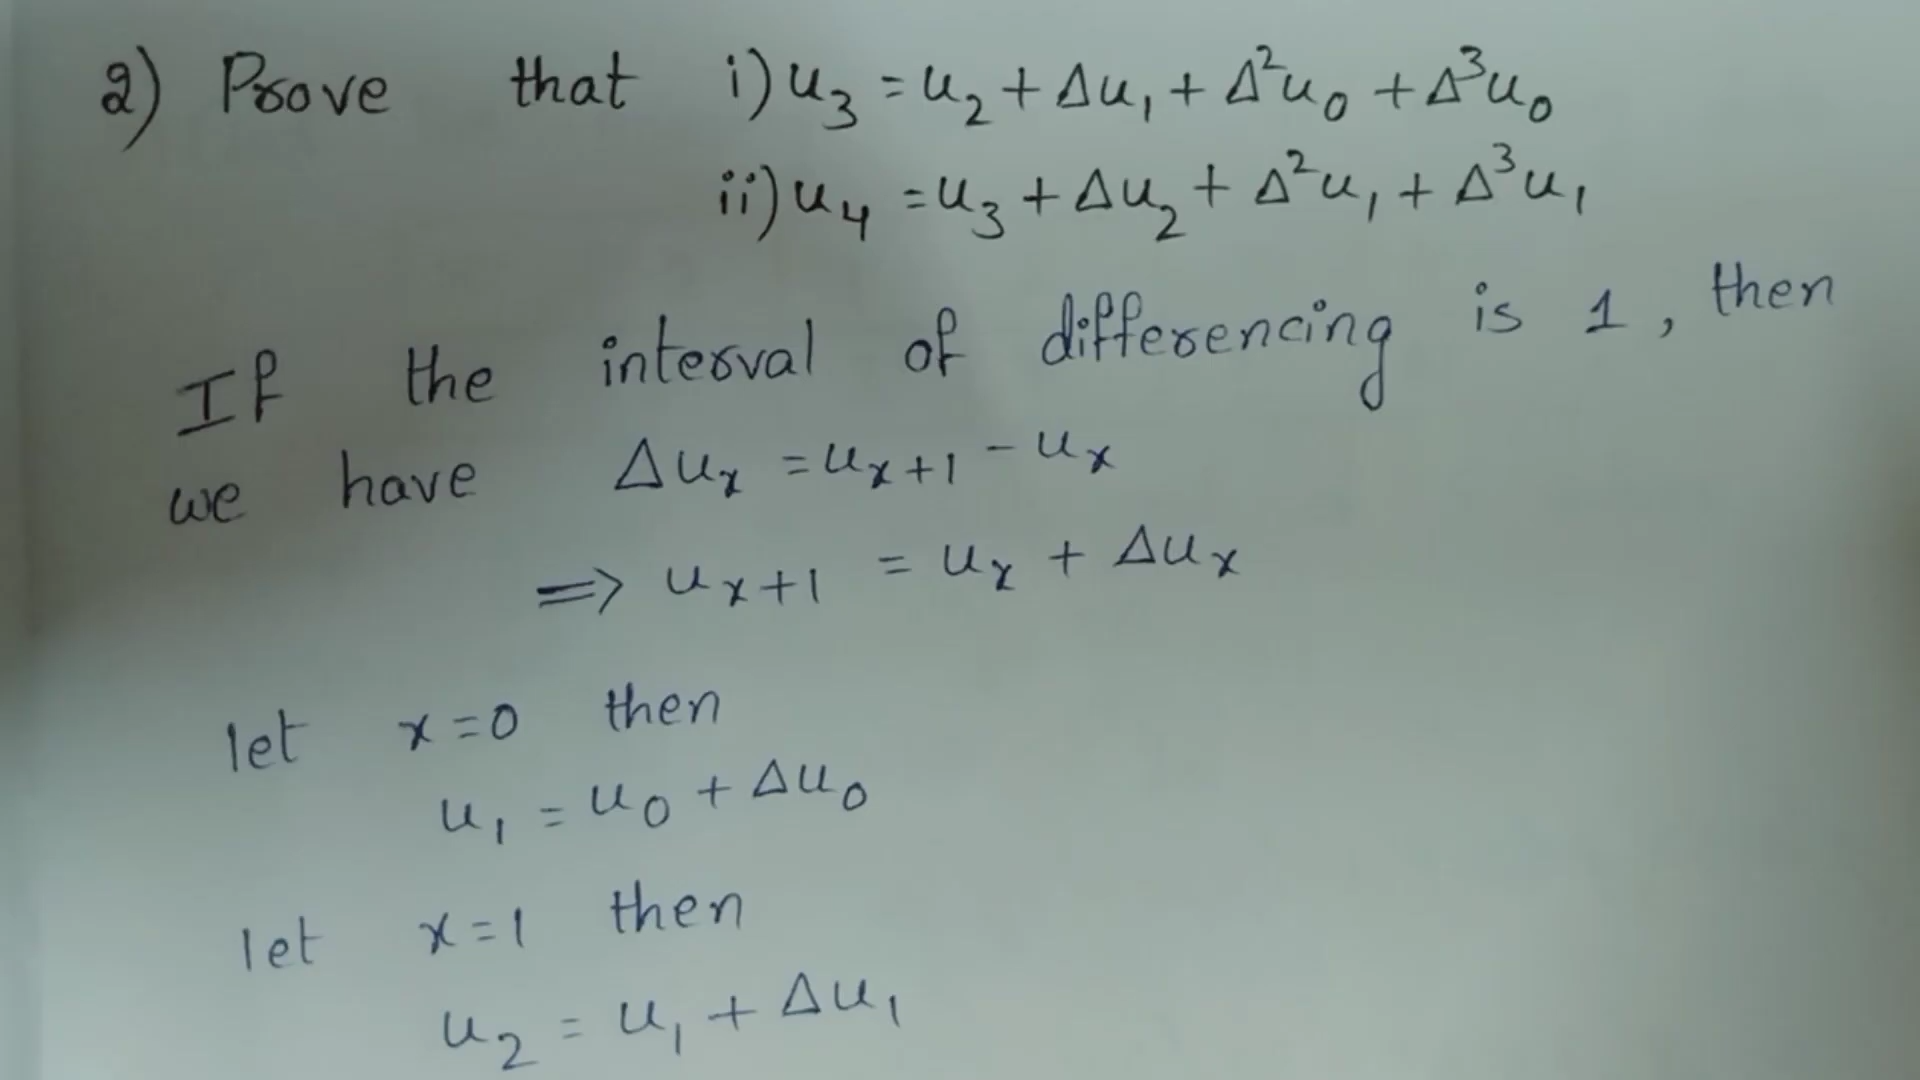 2) Prove that i) u₃ = u₂ + Δu₁ + Δ²u₀ + Δ³u₀
ii) u₄ = u₃ + Δu₂ + Δ²u₁ + Δ³u₁
If the interval of differencing is 1, then
we have Δuₓ = uₓ₊₁ - uₓ
⇒ uₓ₊₁ = uₓ + Δuₓ
let x = 0 then
u₁ = u₀ + Δu₀
let x = 1 then
u₂ = u₁ + Δu₁